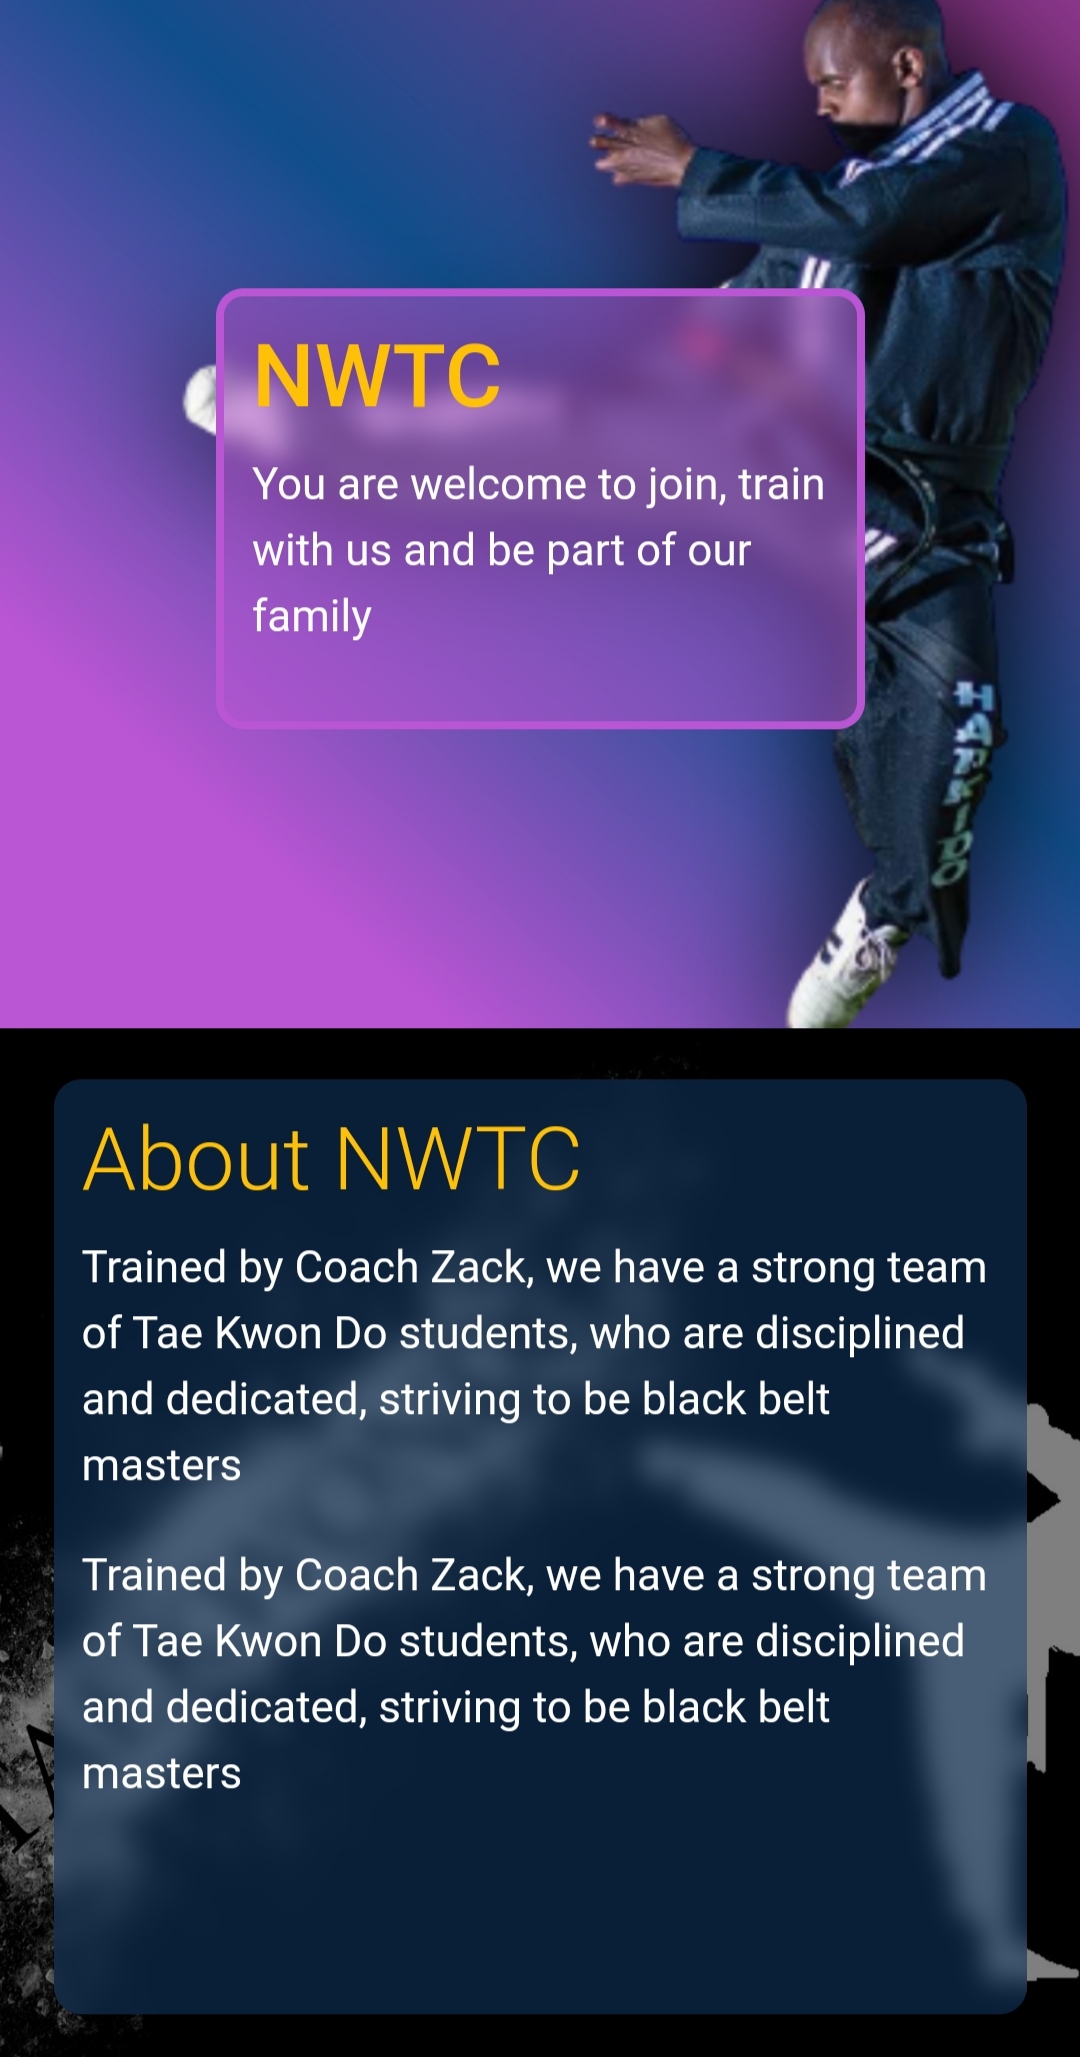 NWTC
You are welcome to join, train
with us and be part of our
family
HAPKIDO
About NWTC
Trained by Coach Zack, we have a strong team
of Tae Kwon Do students, who are disciplined
and dedicated, striving to be black belt
masters
Trained by Coach Zack, we have a strong team
of Tae Kwon Do students, who are disciplined
and dedicated, striving to be black belt
masters